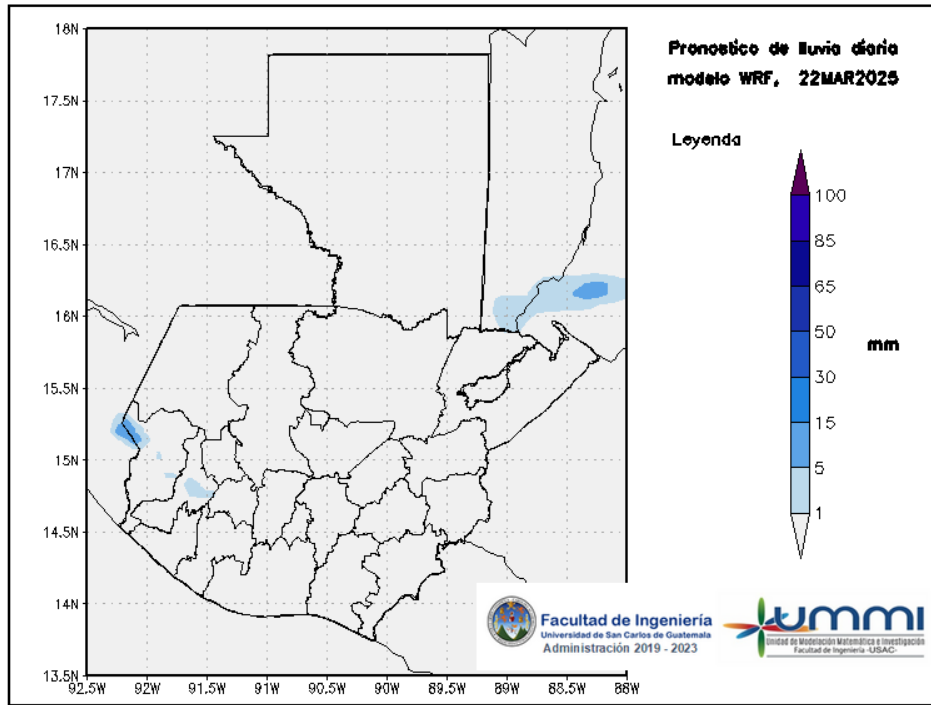 Pronostico de lluvia diaria
modelo WRF, 22MAR2025
Leyenda
100
85
65
50
30
15
5
1
mm
18N
17.5N
17N
16.5N
16N
15.5N
15N
14.5N
14N
13.5N
92.5W
92W
91.5W
91W
90.5W
90W
89.5W
89W
88.5W
88W
Facultad de Ingeniería
Universidad de San Carlos de Guatemala
Administración 2019 - 2023
ummi
Unidad de Modelación Matemática e Investigación
Facultad de Ingeniería -USAC-